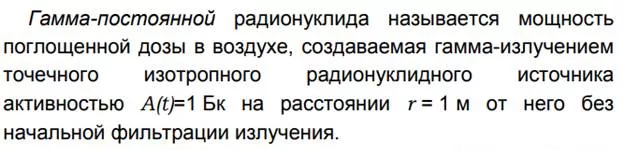 Гамма-постоянной радионуклида называется мощность
поглощенной дозы в воздухе, создаваемая гамма-излучением
точечного изотропного радионуклидного источника
активностью A(t)=1 Бк на расстоянии r = 1 м от него без
начальной фильтрации излучения.